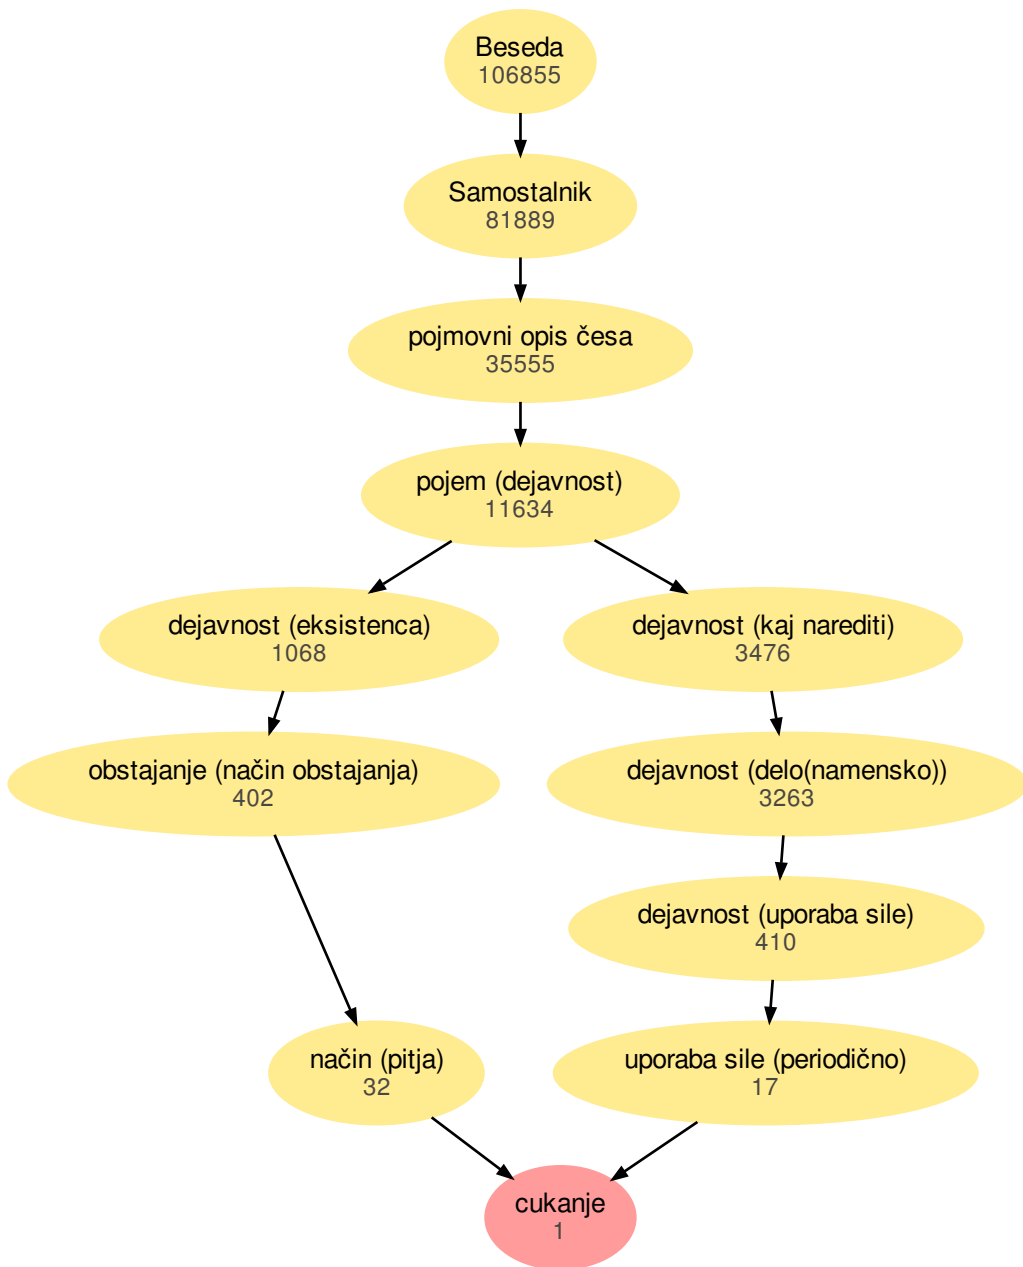 Beseda
106855
Samostalnik
81889
pojmovni opis česa
35555
pojem (dejavnost)
11634
dejavnost (eksistenca)
1068
dejavnost (kaj narediti)
3476
obstajanje (način obstajanja)
402
dejavnost (delo(namensko))
3263
dejavnost (uporaba sile)
410
način (pitja)
32
uporaba sile (periodično)
17
cukanje
1